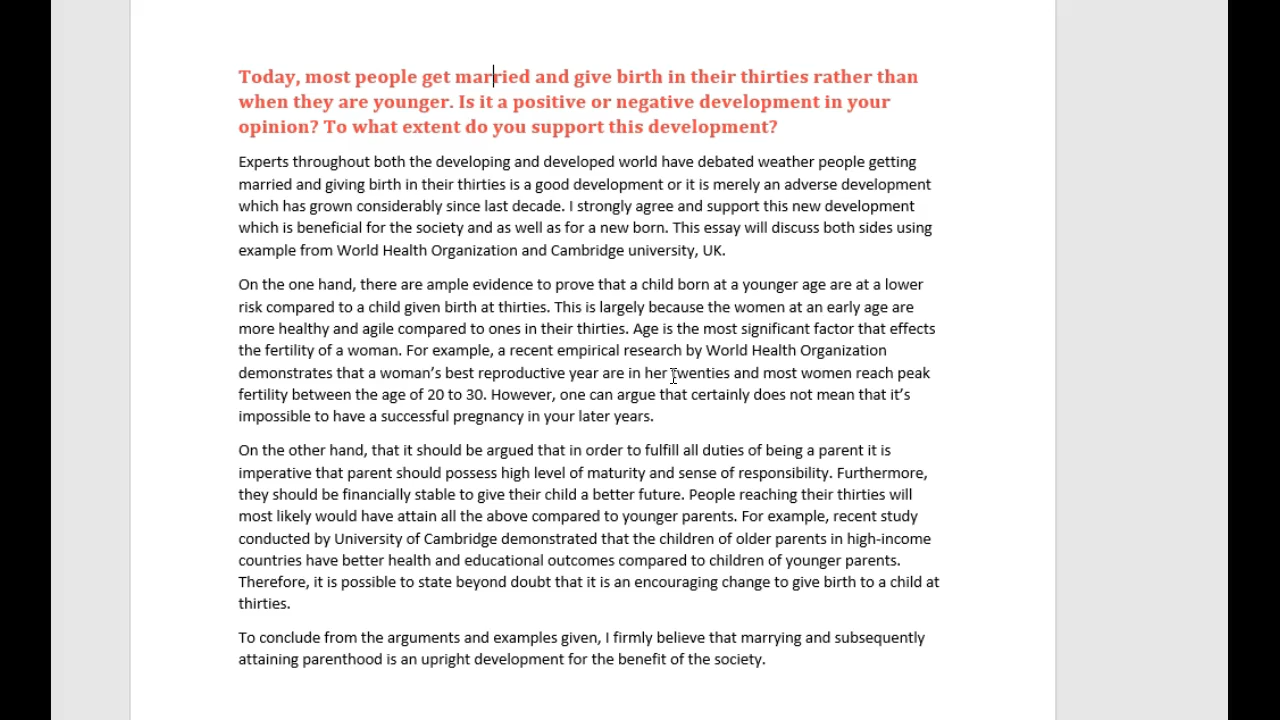 Today, most people get married and give birth in their thirties rather than
when they are younger. Is it a positive or negative development in your
opinion? To what extent do you support this development?
Experts throughout both the developing and developed world have debated weather people getting
married and giving birth in their thirties is a good development or it is merely an adverse development
which has grown considerably since last decade. I strongly agree and support this new development
which is beneficial for the society and as well as for a new born. This essay will discuss both sides using
example from World Health Organization and Cambridge university, UK.
On the one hand, there are ample evidence to prove that a child born at a younger age are at a lower
risk compared to a child given birth at thirties. This is largely because the women at an early age are
more healthy and agile compared to ones in their thirties. Age is the most significant factor that effects
the fertility of a woman. For example, a recent empirical research by World Health Organization
demonstrates that a woman’s best reproductive year are in her twenties and most women reach peak
fertility between the age of 20 to 30. However, one can argue that certainly does not mean that it’s
impossible to have a successful pregnancy in your later years.
On the other hand, that it should be argued that in order to fulfill all duties of being a parent it is
imperative that parent should possess high level of maturity and sense of responsibility. Furthermore,
they should be financially stable to give their child a better future. People reaching their thirties will
most likely would have attain all the above compared to younger parents. For example, recent study
conducted by University of Cambridge demonstrated that the children of older parents in high-income
countries have better health and educational outcomes compared to children of younger parents.
Therefore, it is possible to state beyond doubt that it is an encouraging change to give birth to a child at
thirties.
To conclude from the arguments and examples given, I firmly believe that marrying and subsequently
attaining parenthood is an upright development for the benefit of the society.